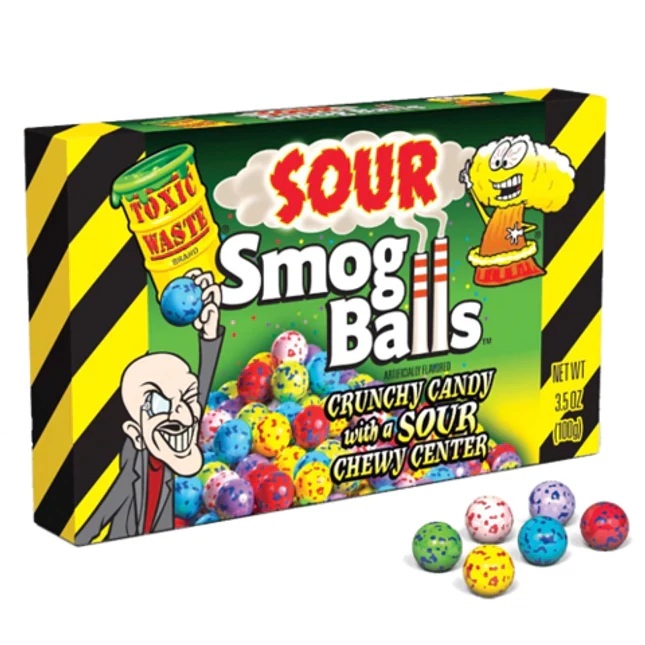 TOXIC
WASTE
BRAND
SOUR
Smog
Balls
TM
ARTIFICIALLY FLAVORED
CRUNCHY CANDY
with a SOUR
CHEWY CENTER
NET WT
3.5 OZ
(100g)